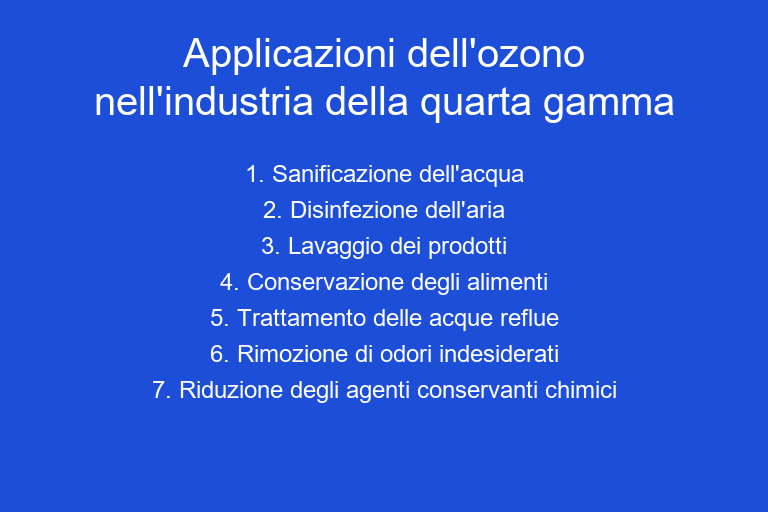 Applicazioni dell'ozono
nell'industria della quarta gamma
1. Sanificazione dell'acqua
2. Disinfezione dell'aria
3. Lavaggio dei prodotti
4. Conservazione degli alimenti
5. Trattamento delle acque reflue
6. Rimozione di odori indesiderati
7. Riduzione degli agenti conservanti chimici